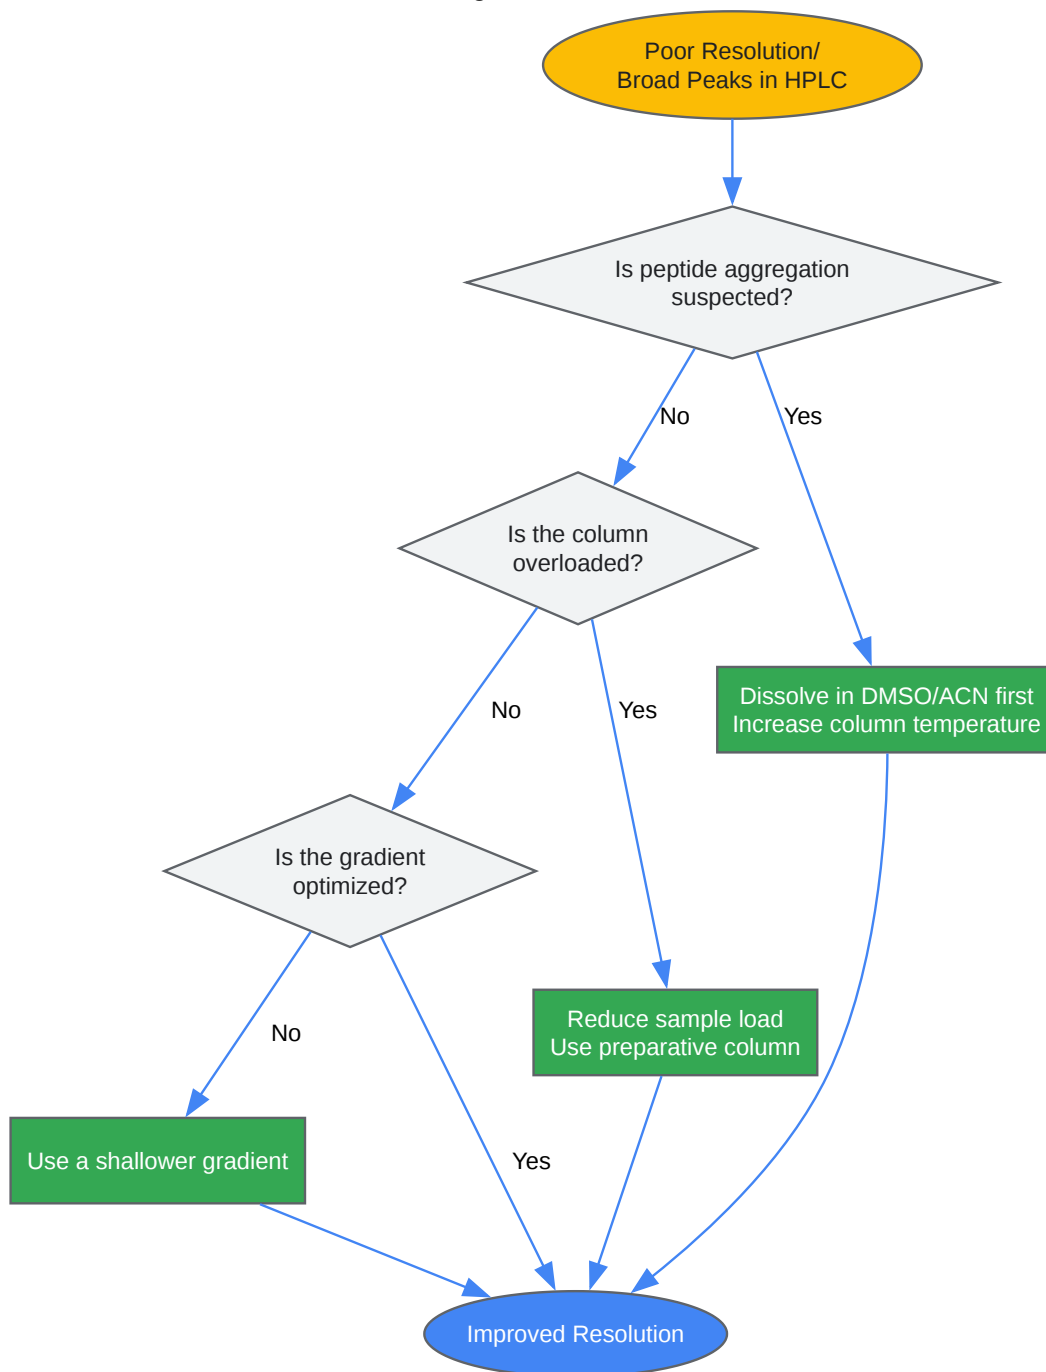 Poor Resolution/
Broad Peaks in HPLC
Is peptide aggregation
suspected?
No
Yes
Is the column
overloaded?
No
Yes
Dissolve in DMSO/ACN first
Increase column temperature
Is the gradient
optimized?
No
Yes
Reduce sample load
Use preparative column
Use a shallower gradient
Improved Resolution